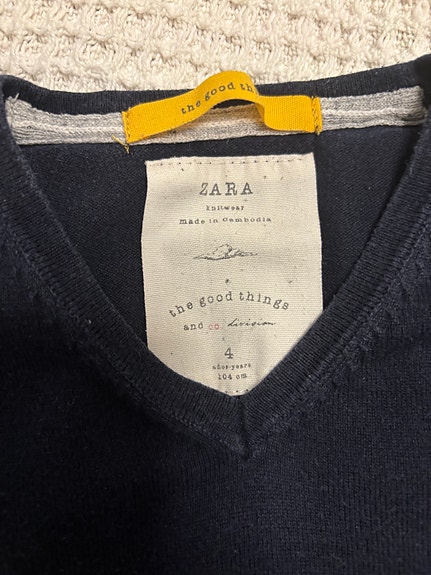 the good th
ZARA
knitwear
made in Cambodia
the good things
and co division
4
años-years
104 cm